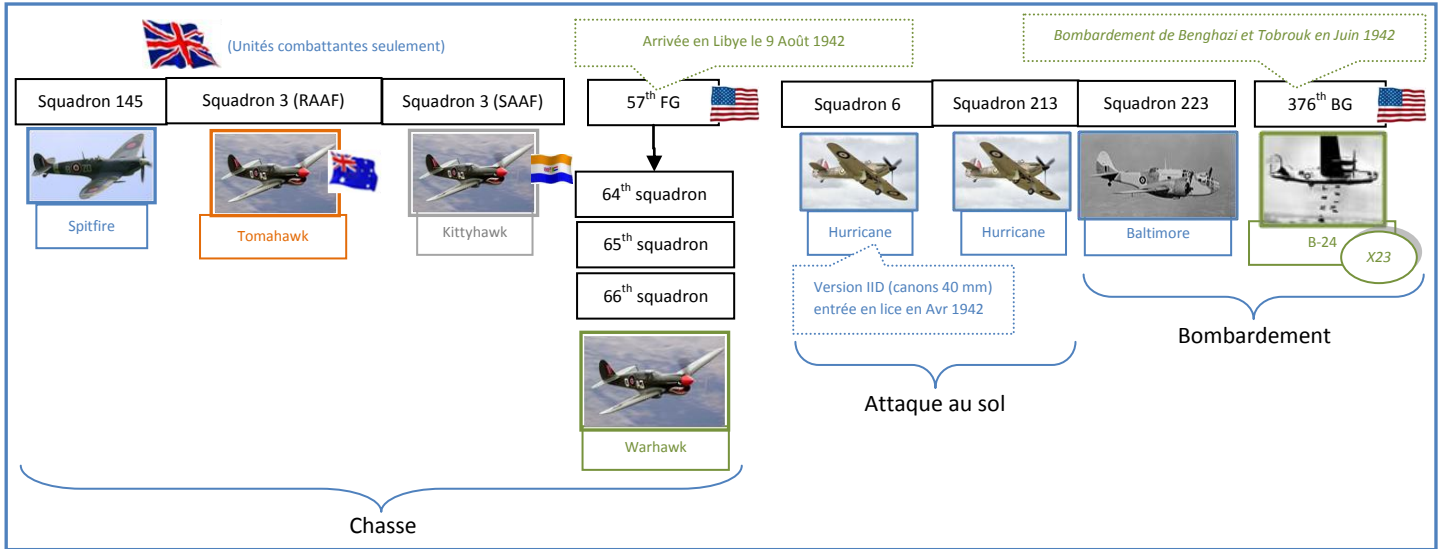 (Unités combattantes seulement)
Arrivée en Libye le 9 Août 1942
Bombardement de Benghazi et Tobrouk en Juin 1942
Squadron 145
Squadron 3 (RAAF)
Squadron 3 (SAAF)
57th FG
Squadron 6
Squadron 213
Squadron 223
376th BG
Spitfire
Tomahawk
Kittyhawk
64th squadron
65th squadron
66th squadron
Warhawk
Hurricane
Hurricane
Baltimore
B-24
X23
Version IID (canons 40 mm)
entrée en lice en Avr 1942
Chasse
Attaque au sol
Bombardement